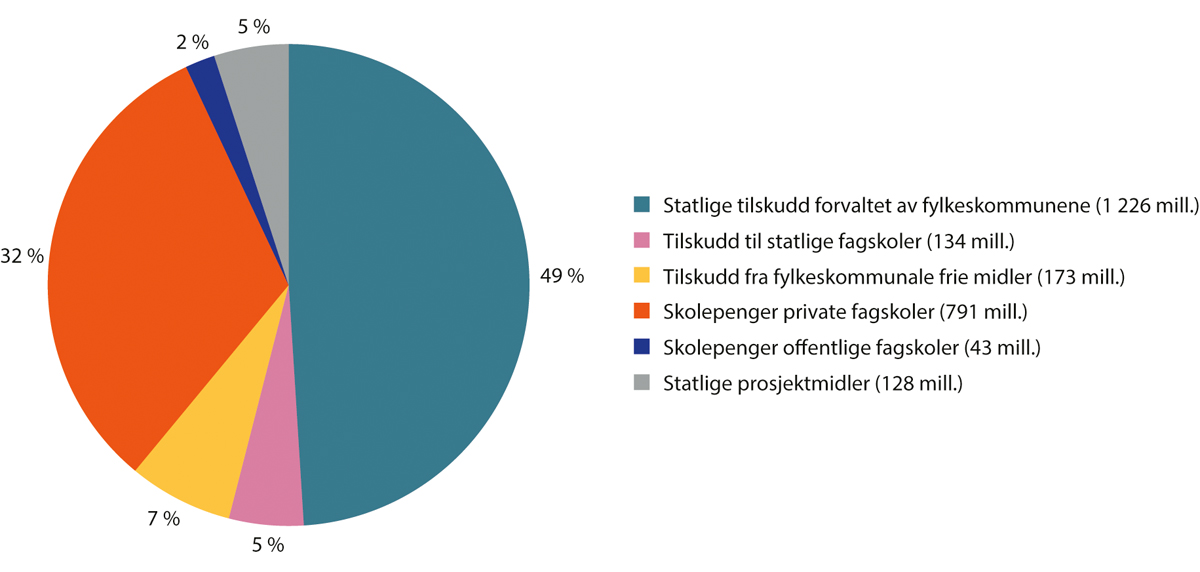 5 %
2 %
32 %
49 %
7 %
5 %
Statlige tilskudd forvaltet av fylkeskommunene (1 226 mill.)
Tilskudd til statlige fagskoler (134 mill.)
Tilskudd fra fylkeskommunale frie midler (173 mill.)
Skolepenger private fagskoler (791 mill.)
Skolepenger offentlige fagskoler (43 mill.)
Statlige prosjektmidler (128 mill.)